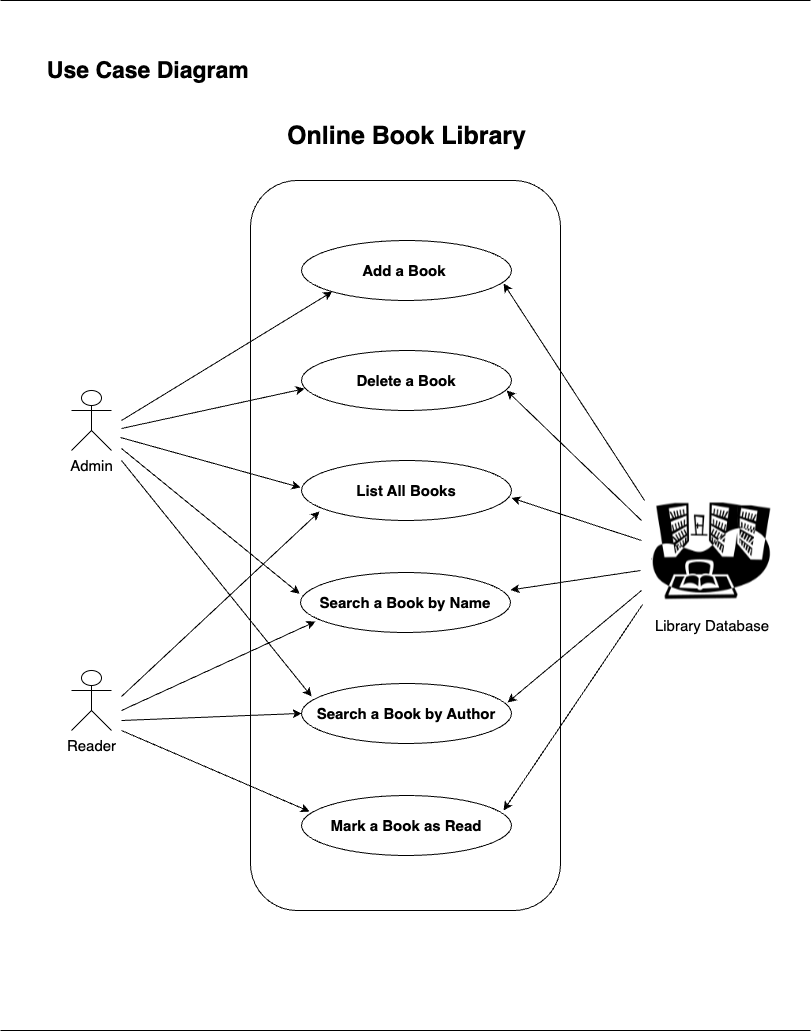 Use Case Diagram
Online Book Library
Add a Book
Delete a Book
Admin
List All Books
Search a Book by Name
Library Database
Search a Book by Author
Reader
Mark a Book as Read